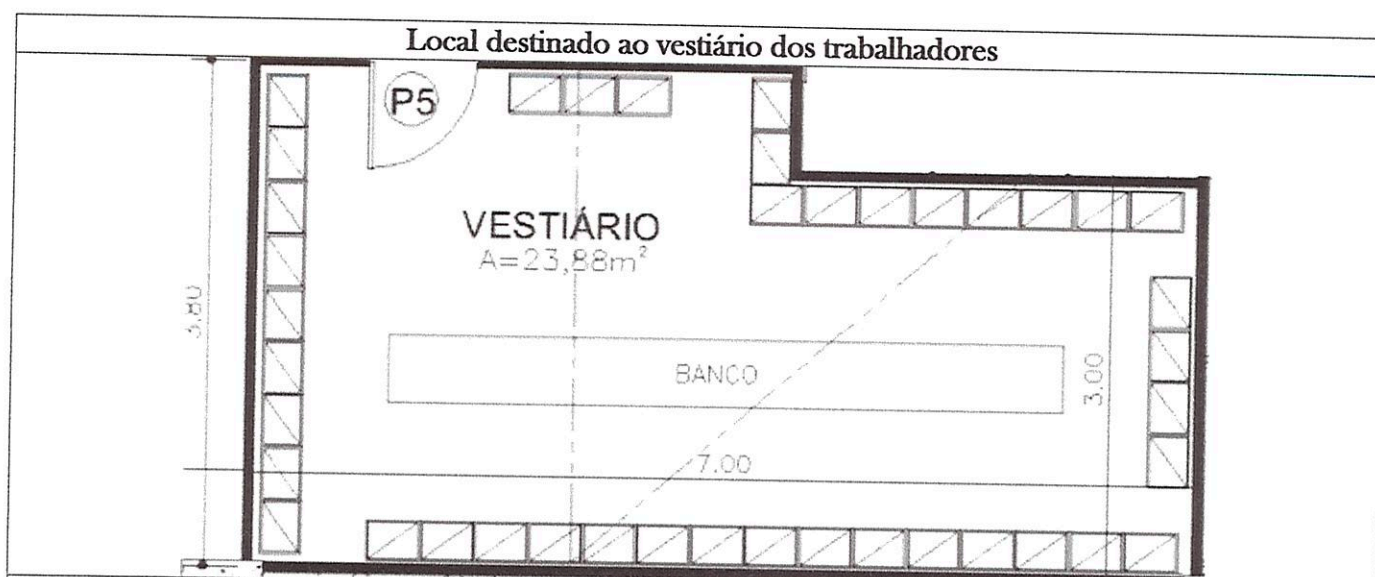 Local destinado ao vestiário dos trabalhadores
P5
VESTIÁRIO
A=23,88m²
3.80
BANCO
3.00
7.00